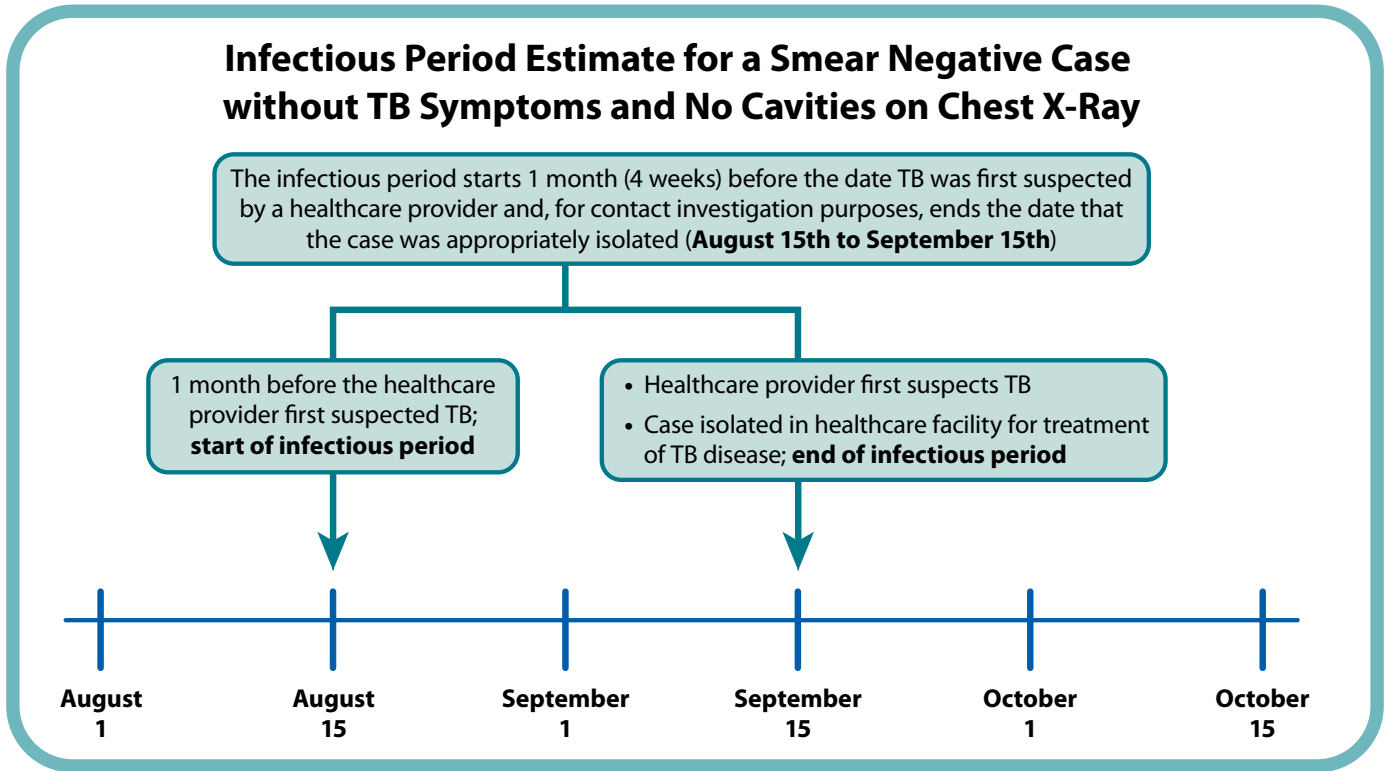 Infectious Period Estimate for a Smear Negative Case
without TB Symptoms and No Cavities on Chest X-Ray
The infectious period starts 1 month (4 weeks) before the date TB was first suspected
by a healthcare provider and, for contact investigation purposes, ends the date that
the case was appropriately isolated (August 15th to September 15th)
1 month before the healthcare
provider first suspected TB;
start of infectious period
• Healthcare provider first suspects TB
• Case isolated in healthcare facility for treatment
of TB disease; end of infectious period
August
1
August
15
September
1
September
15
October
1
October
15